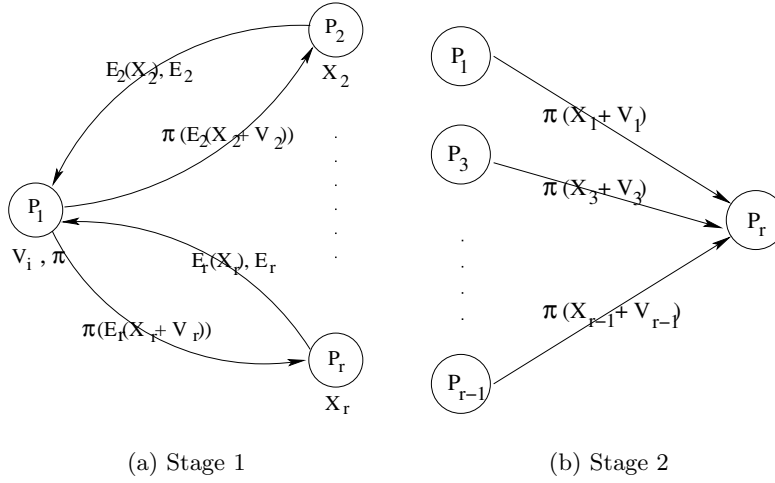 P₂
X₂
E₂(X₂), E₂
π(E₂(X₂+ V₂))
P₁
Vᵢ , π
Eᵣ(Xᵣ), Eᵣ
π(Eᵣ(Xᵣ+ Vᵣ))
Pᵣ
Xᵣ
(a) Stage 1
P₁
π(X₁+ V₁)
P₃
π(X₃+ V₃)
Pᵣ
π(Xᵣ₋₁+ Vᵣ₋₁)
Pᵣ₋₁
(b) Stage 2